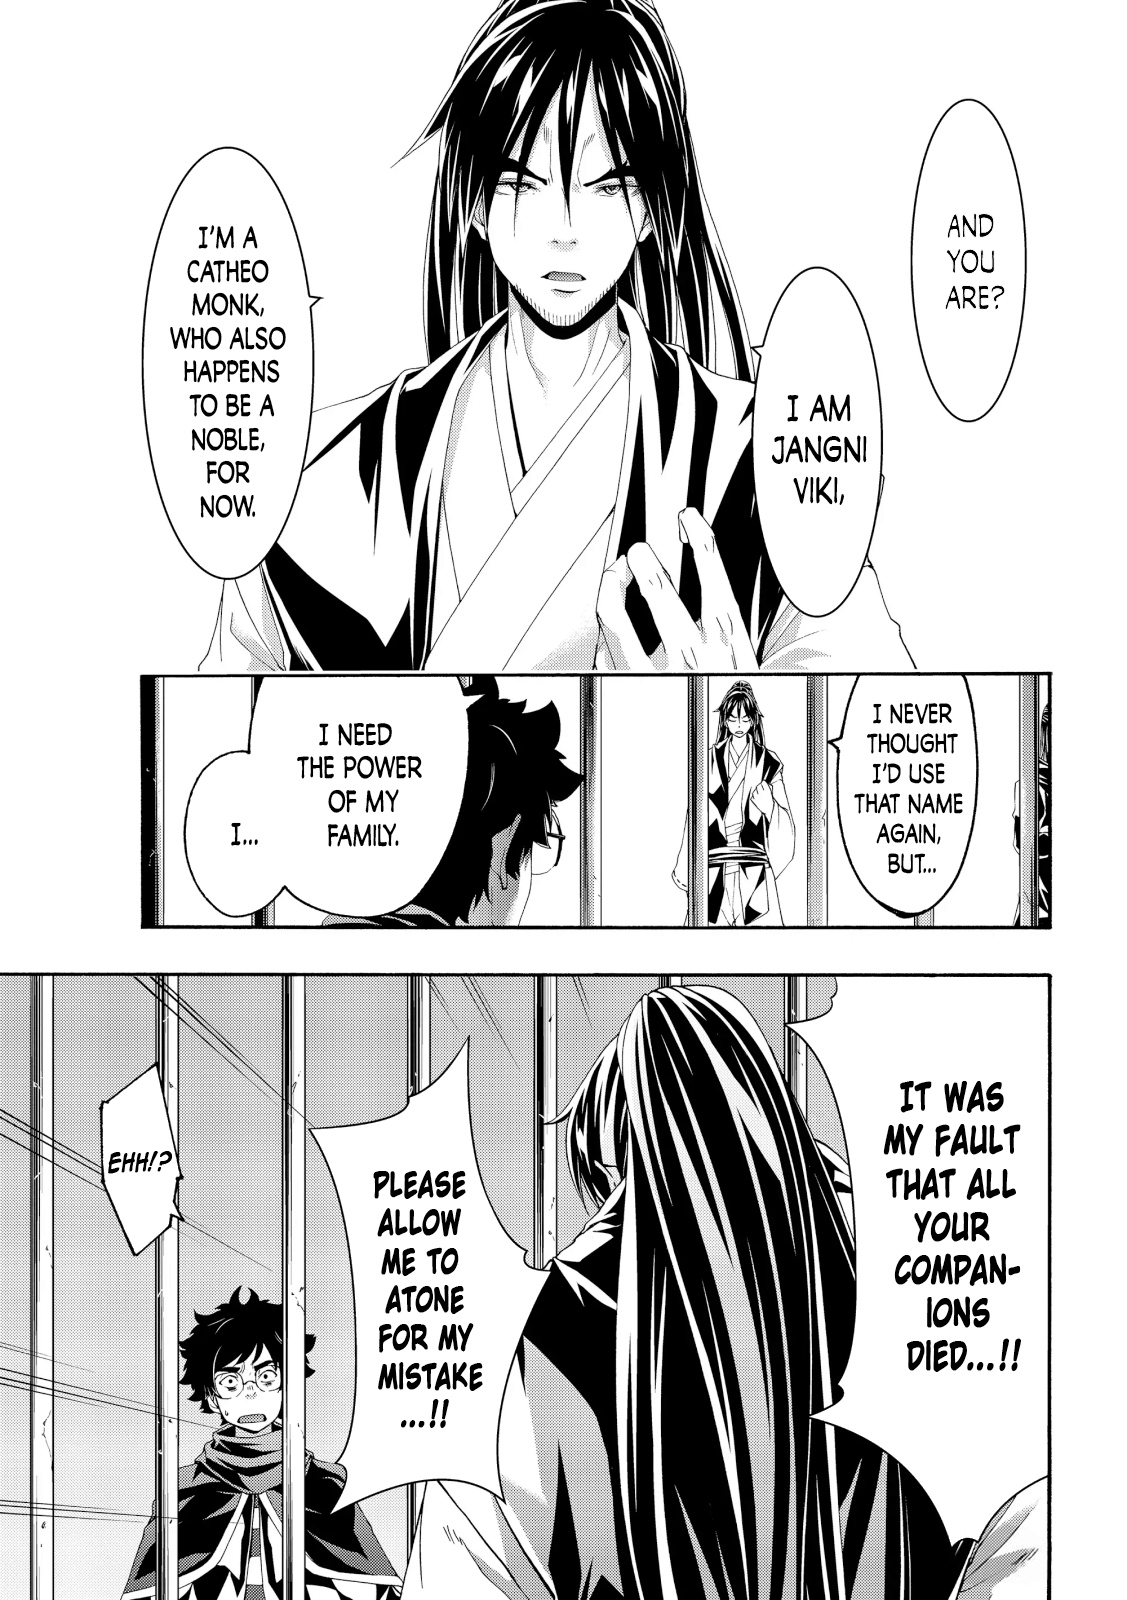 AND
YOU
ARE?
I AM
JANGNI
VIKI,
I'M A
CATHEO
MONK,
WHO ALSO
HAPPENS
TO BE A
NOBLE,
FOR
NOW.
I NEVER
THOUGHT
I'D USE
THAT NAME
AGAIN,
BUT...
I NEED
THE POWER
OF MY
FAMILY.
I...
IT WAS
MY FAULT
THAT ALL
YOUR
COMPAN-
IONS
DIED...!!
PLEASE
ALLOW
ME TO
ATONE
FOR MY
MISTAKE
...!!
EHH!?